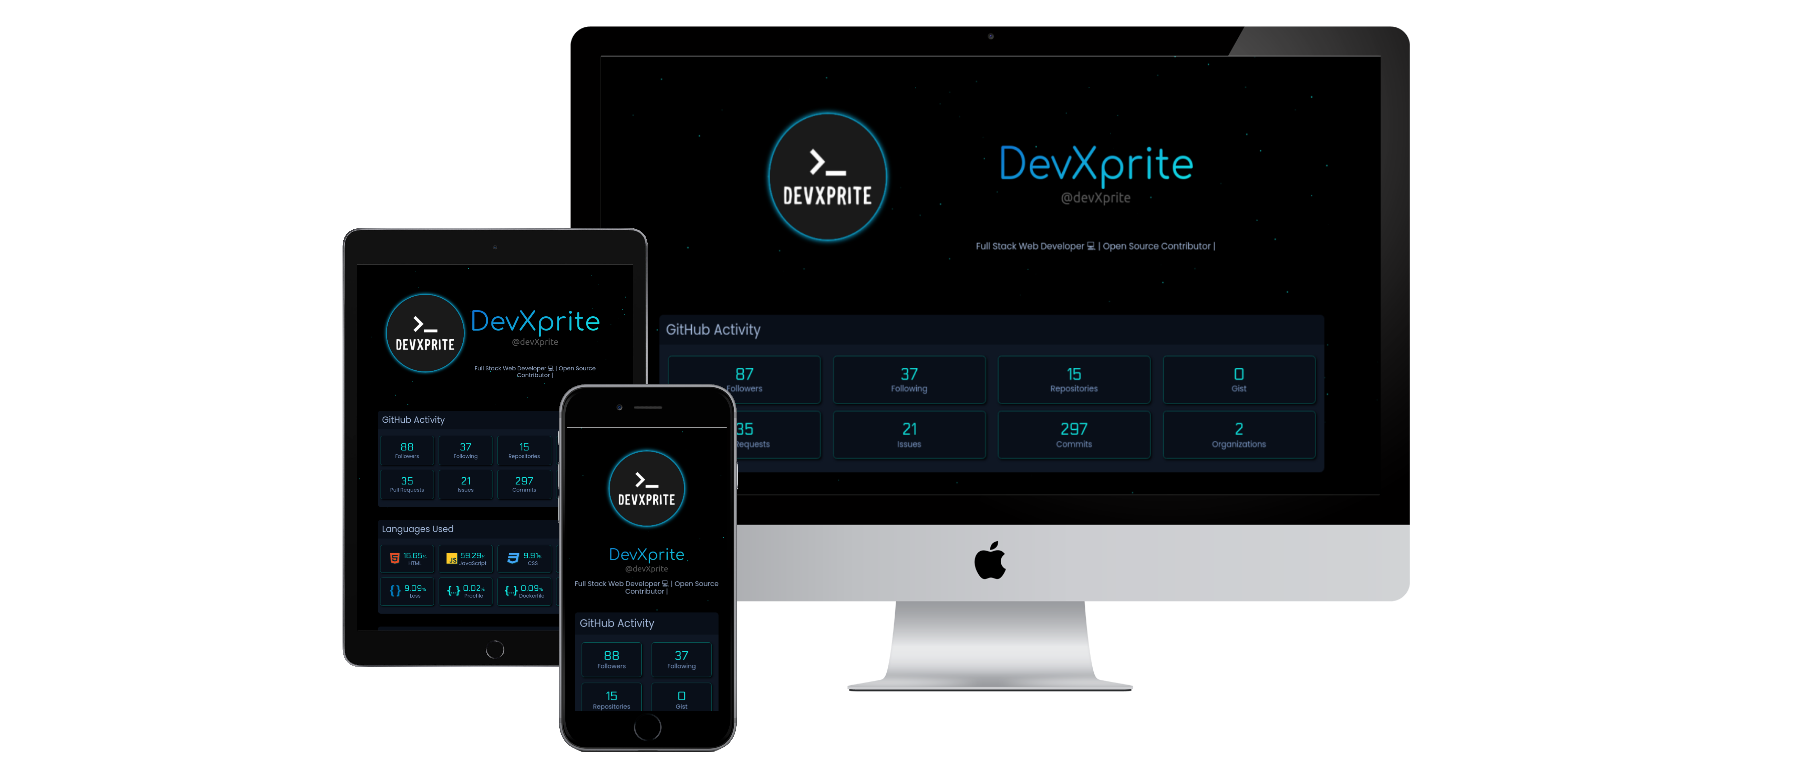 >_
DEVXPRITE
DevXprite
@devXprite
Full Stack Web Developer 💻 | Open Source Contributor |
GitHub Activity
87
Followers
37
Following
15
Repositories
0
Gist
35
Requests
21
Issues
297
Commits
2
Organizations
>_
DEVXPRITE
DevXprite
@devXprite
Full Stack Web Developer 💻 | Open Source
Contributor |
GitHub Activity
88
Followers
37
Following
15
Repositories
35
Pull Requests
21
Issues
297
Commits
Languages Used
15.65%
HTML
59.29%
JavaScript
9.91%
CSS
9.09%
Less
0.02%
Procfile
0.09%
Dockerfile
>_
DEVXPRITE
DevXprite
@devXprite
Full Stack Web Developer 💻 | Open Source
Contributor |
GitHub Activity
88
Followers
37
Following
15
Repositories
0
Gist